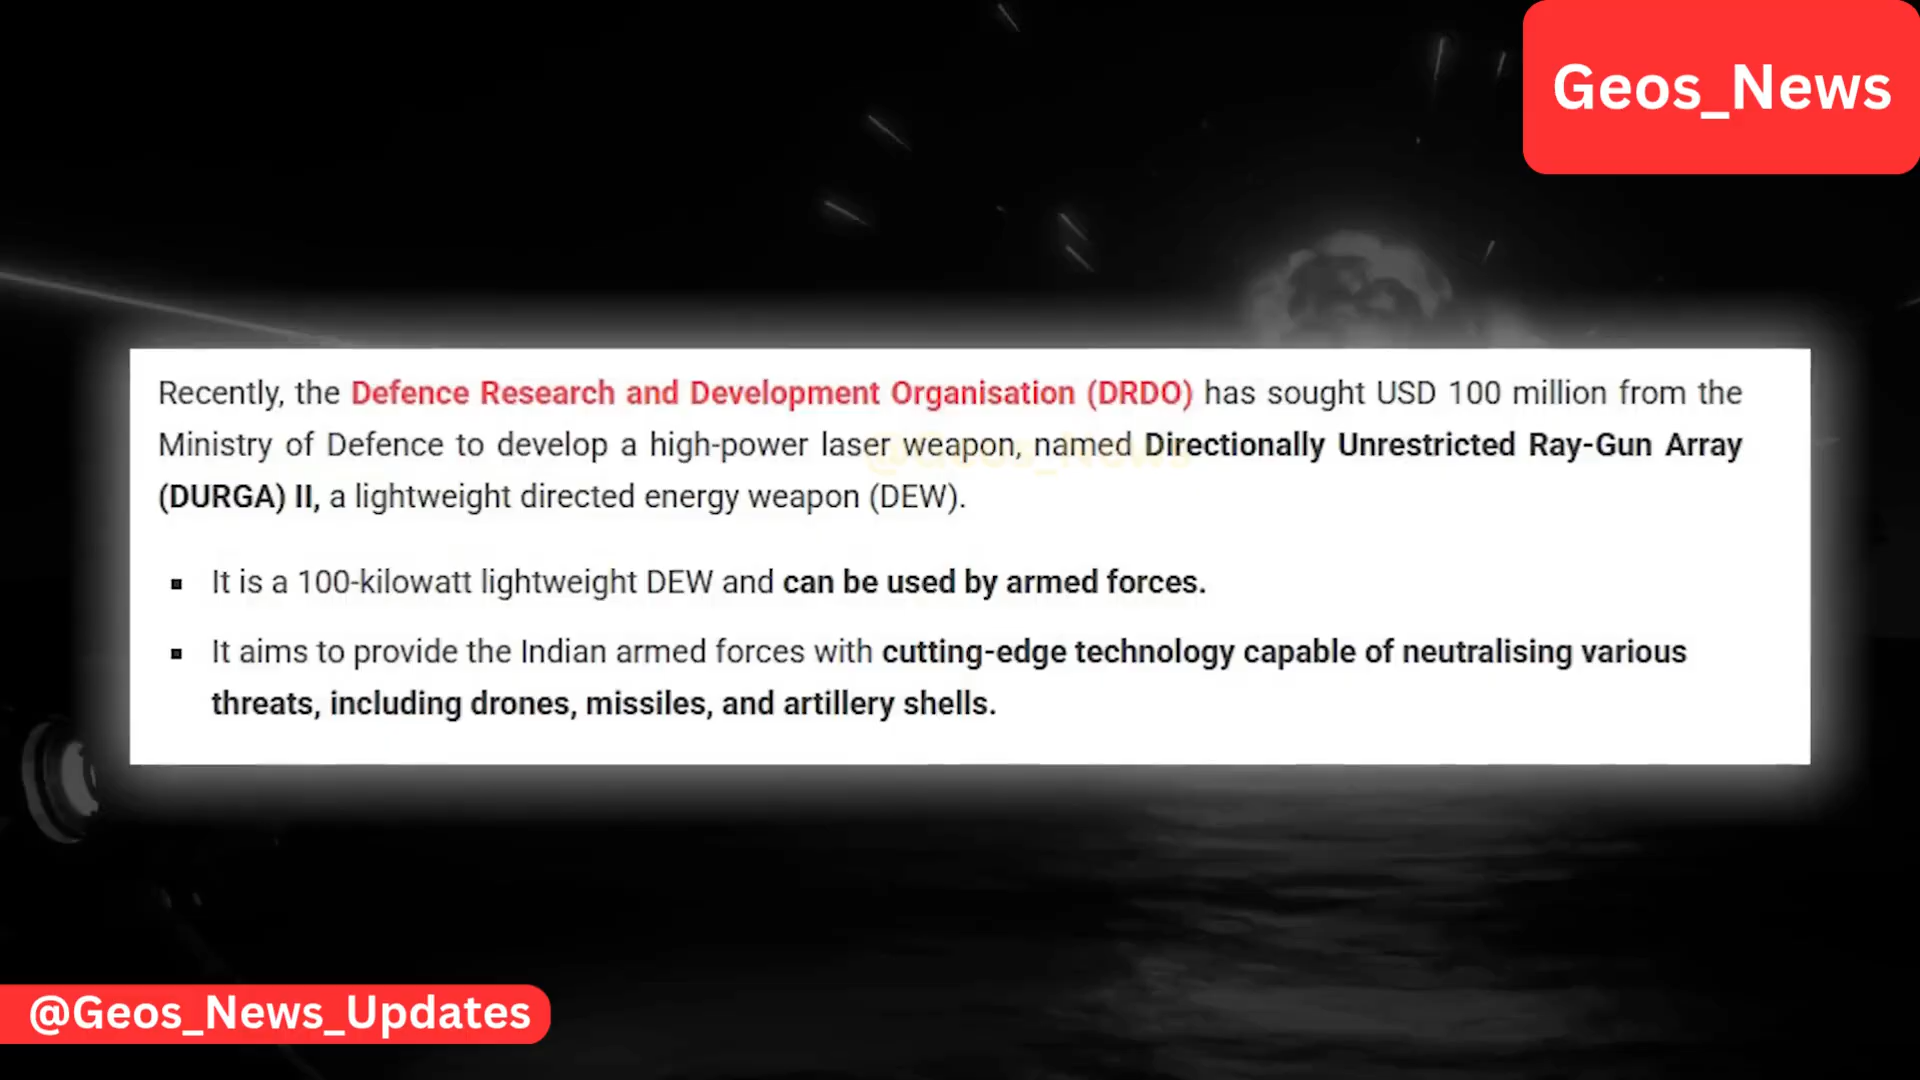 Geos_News
Recently, the Defence Research and Development Organisation (DRDO) has sought USD 100 million from the
Ministry of Defence to develop a high-power laser weapon, named Directionally Unrestricted Ray-Gun Array
(DURGA) II, a lightweight directed energy weapon (DEW).
@Geos_News
▪ It is a 100-kilowatt lightweight DEW and can be used by armed forces.
▪ It aims to provide the Indian armed forces with cutting-edge technology capable of neutralising various
threats, including drones, missiles, and artillery shells.
@Geos_News_Updates